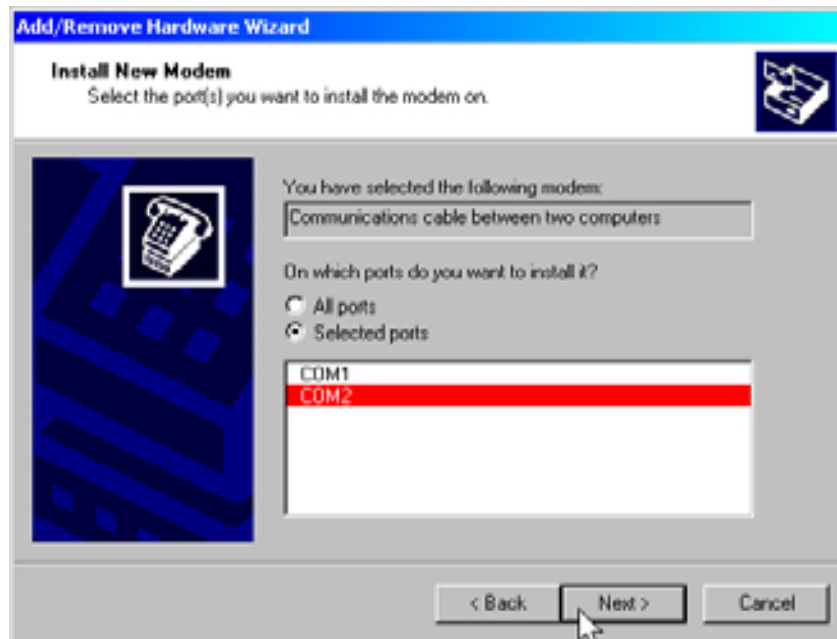 Add/Remove Hardware Wizard
Install New Modem
Select the port(s) you want to install the modem on.
You have selected the following modem:
Communications cable between two computers
On which ports do you want to install it?
All ports
Selected ports
COM1
COM2
< Back Next > Cancel